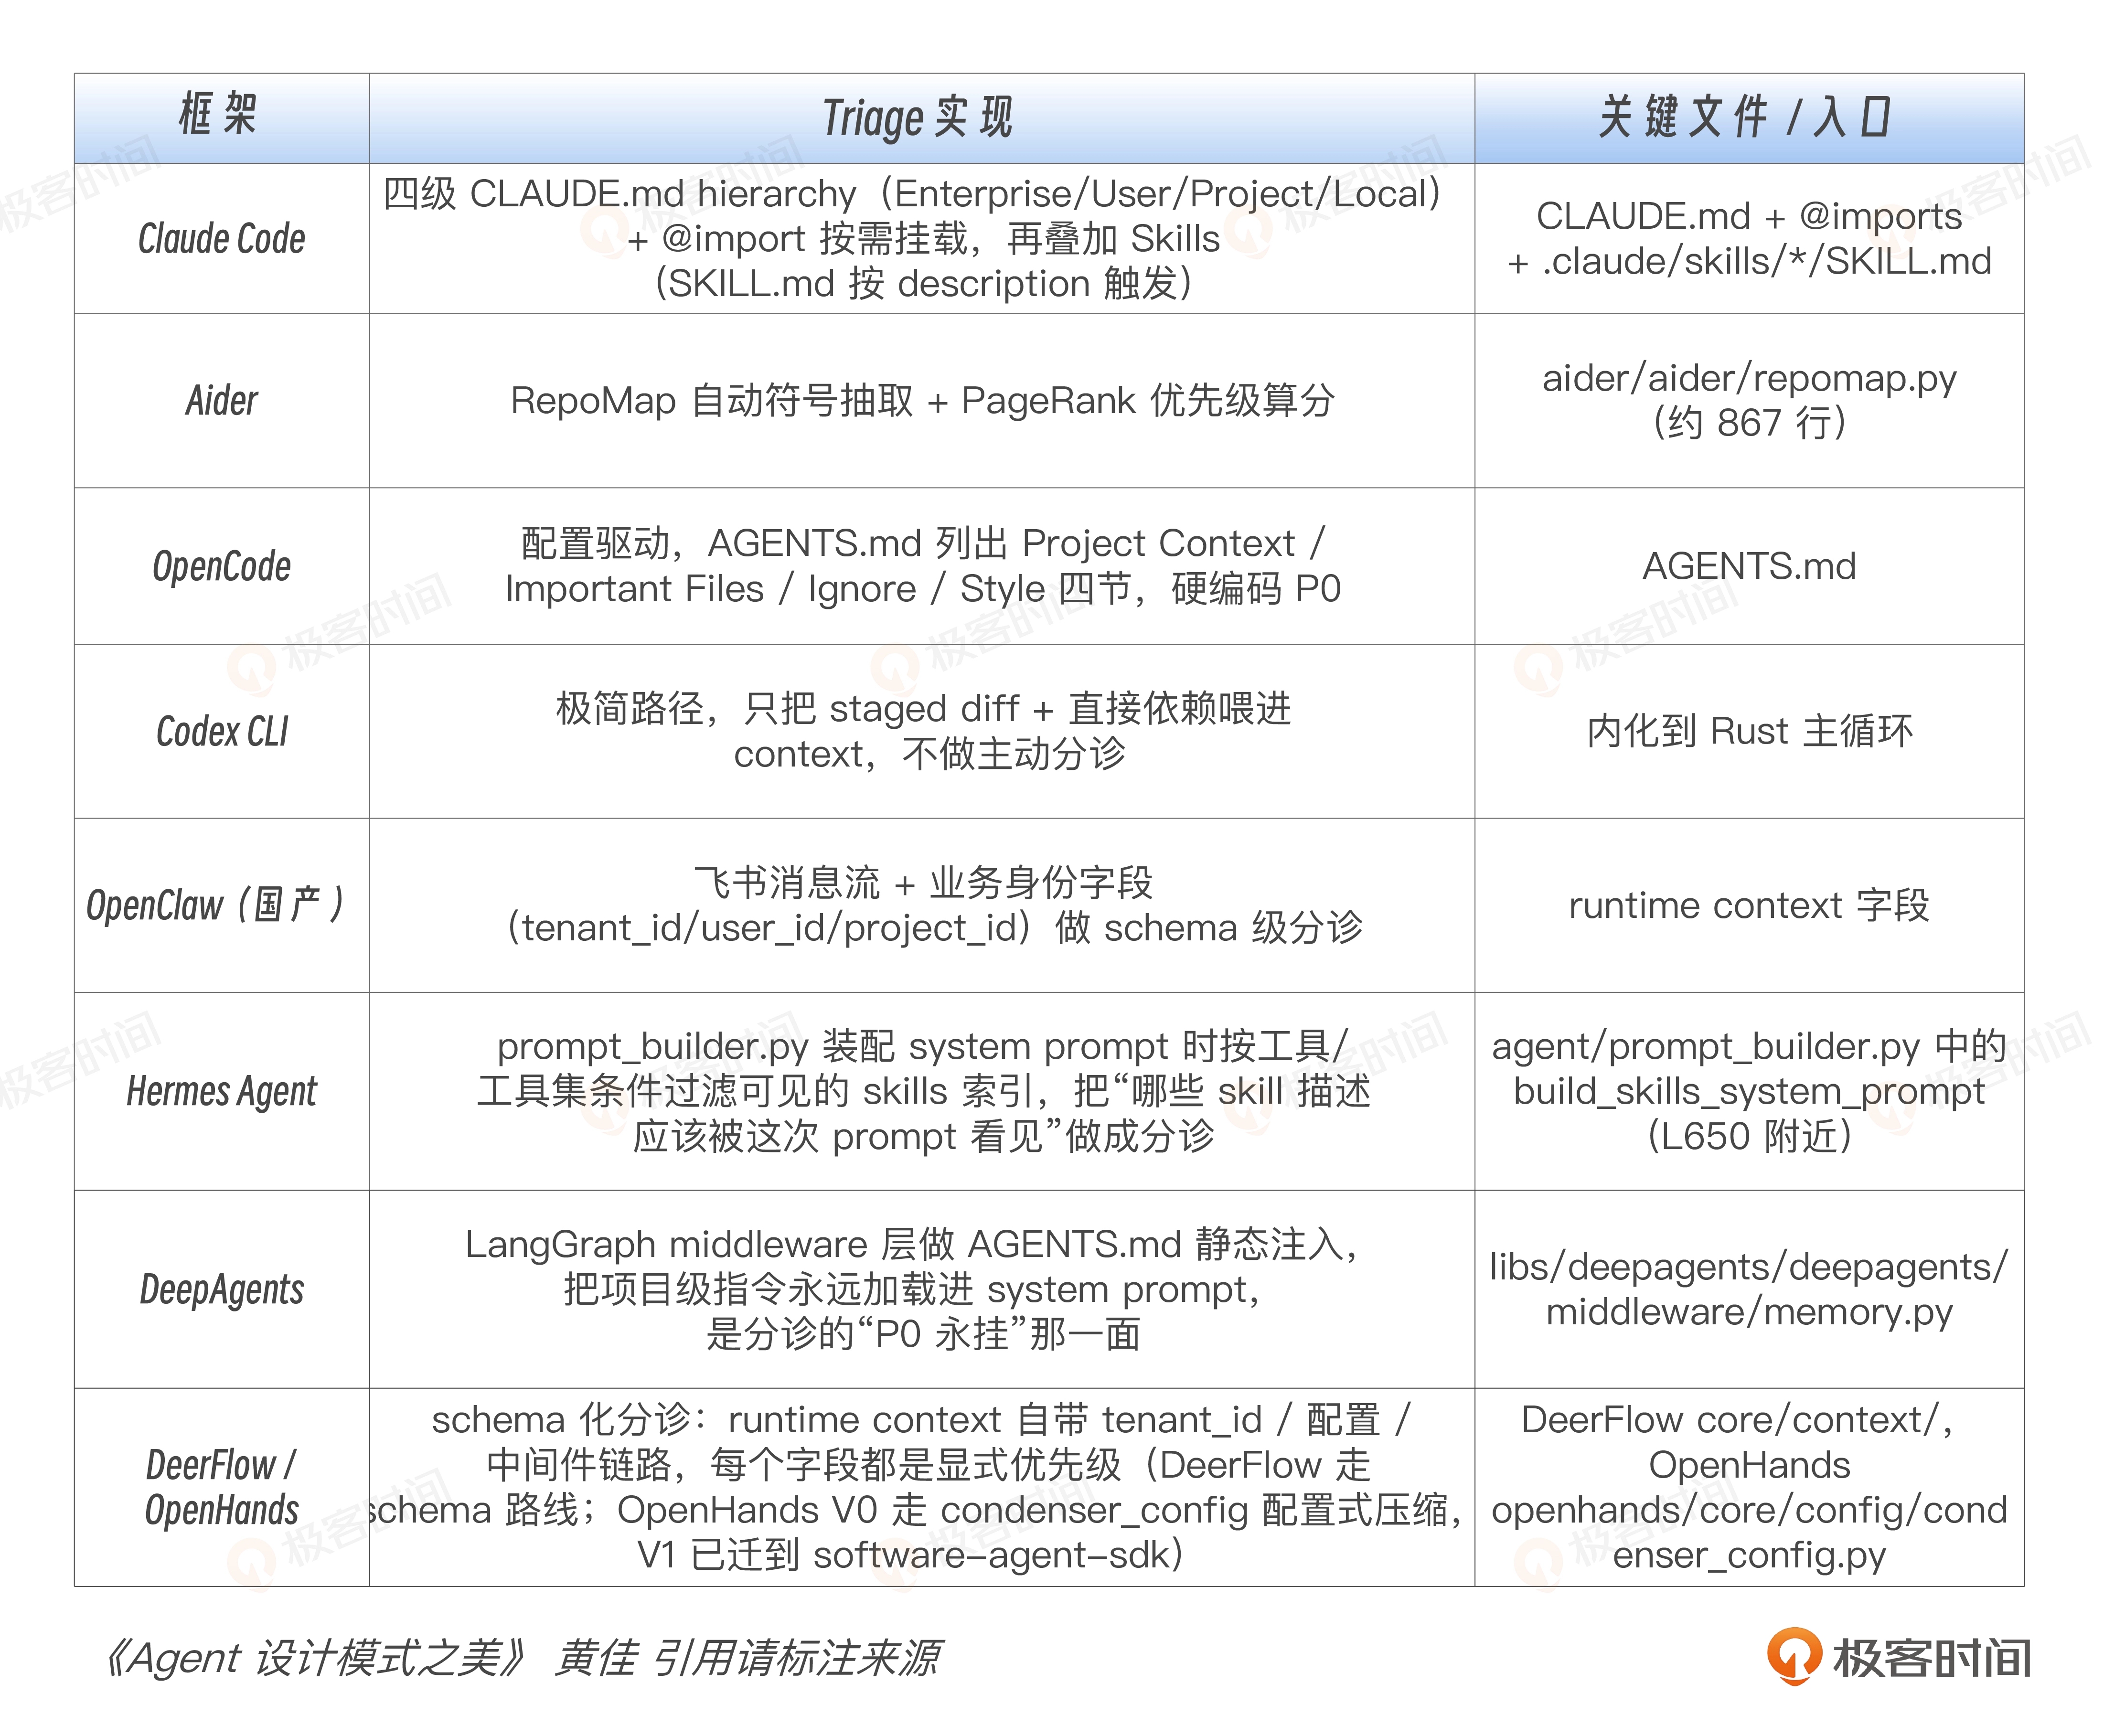 框架
Triage 实现
关键文件 / 入口
Claude Code
四级 CLAUDE.md hierarchy（Enterprise/User/Project/Local）
+ @import 按需挂载，再叠加 Skills
（SKILL.md 按 description 触发）
CLAUDE.md + @imports
+ .claude/skills/*/SKILL.md
Aider
RepoMap 自动符号抽取 + PageRank 优先级算分
aider/aider/repomap.py
（约 867 行）
OpenCode
配置驱动，AGENTS.md 列出 Project Context /
Important Files / Ignore / Style 四节，硬编码 P0
AGENTS.md
Codex CLI
极简路径，只把 staged diff + 直接依赖喂进
context，不做主动分诊
内化到 Rust 主循环
OpenClaw（国产）
飞书消息流 + 业务身份字段
（tenant_id/user_id/project_id）做 schema 级分诊
runtime context 字段
Hermes Agent
prompt_builder.py 装配 system prompt 时按工具/
工具集条件过滤可见的 skills 索引，把“哪些 skill 描述
应该被这次 prompt 看见”做成分诊
agent/prompt_builder.py 中的
build_skills_system_prompt
（L650 附近）
DeepAgents
LangGraph middleware 层做 AGENTS.md 静态注入，
把项目级指令永远加载进 system prompt，
是分诊的“P0 永挂”那一面
libs/deepagents/deepagents/
middleware/memory.py
DeerFlow /
OpenHands
schema 化分诊：runtime context 自带 tenant_id / 配置 /
中间件链路，每个字段都是显式优先级（DeerFlow 走
schema 路线；OpenHands V0 走 condenser_config 配置式压缩，
V1 已迁到 software-agent-sdk）
DeerFlow core/context/，
OpenHands
openhands/core/config/cond
enser_config.py
《Agent 设计模式之美》 黄佳 引用请标注来源
极客时间